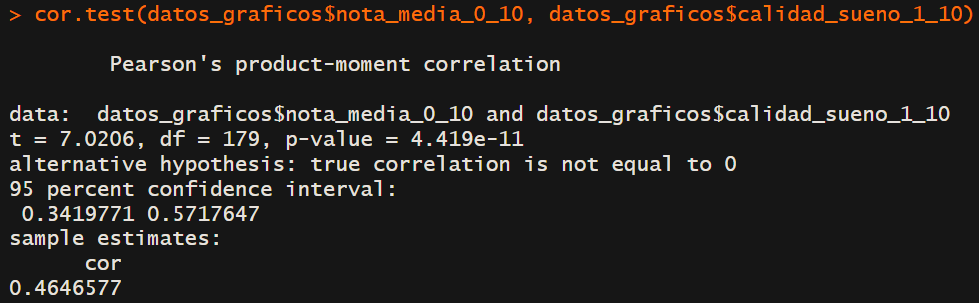 > cor.test(datos_graficos$nota_media_0_10, datos_graficos$calidad_sueno_1_10)
Pearson's product-moment correlation
data:  datos_graficos$nota_media_0_10 and datos_graficos$calidad_sueno_1_10
t = 7.0206, df = 179, p-value = 4.419e-11
alternative hypothesis: true correlation is not equal to 0
95 percent confidence interval:
 0.3419771 0.5717647
sample estimates:
      cor
0.4646577